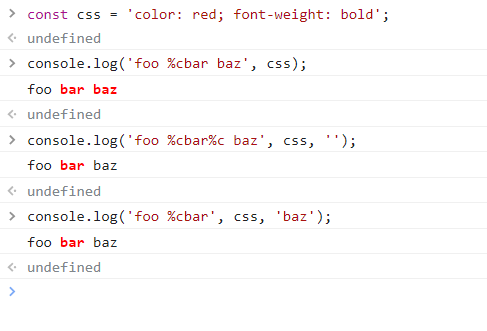 > const css = 'color: red; font-weight: bold';
<· undefined
> console.log('foo %cbar baz', css);
foo bar baz
<· undefined
> console.log('foo %cbar%c baz', css, '');
foo bar baz
<· undefined
> console.log('foo %cbar', css, 'baz');
foo bar baz
<· undefined
>